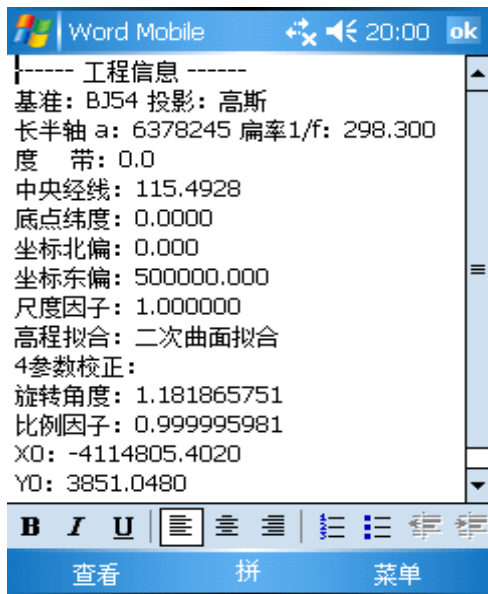 Word Mobile 20:00 ok
------ 工程信息 ------
基准：BJ54 投影：高斯
长半轴 a：6378245 扁率1/f：298.300
度 带：0.0
中央经线：115.4928
底点纬度：0.0000
坐标北偏：0.000
坐标东偏：500000.000
尺度因子：1.000000
高程拟合：二次曲面拟合
4参数校正：
旋转角度：1.181865751
比例因子：0.999995981
X0：-4114805.4020
Y0：3851.0480
B I U
查看 拼 菜单